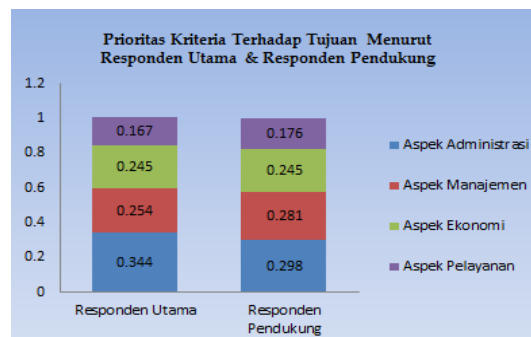 Prioritas Kriteria Terhadap Tujuan Menurut
Responden Utama & Responden Pendukung
1.2
1
0.8
0.6
0.4
0.2
0
0.167
0.245
0.254
0.344
0.176
0.245
0.281
0.298
Responden Utama
Responden
Pendukung
Aspek Administrasi
Aspek Manajemen
Aspek Ekonomi
Aspek Pelayanan